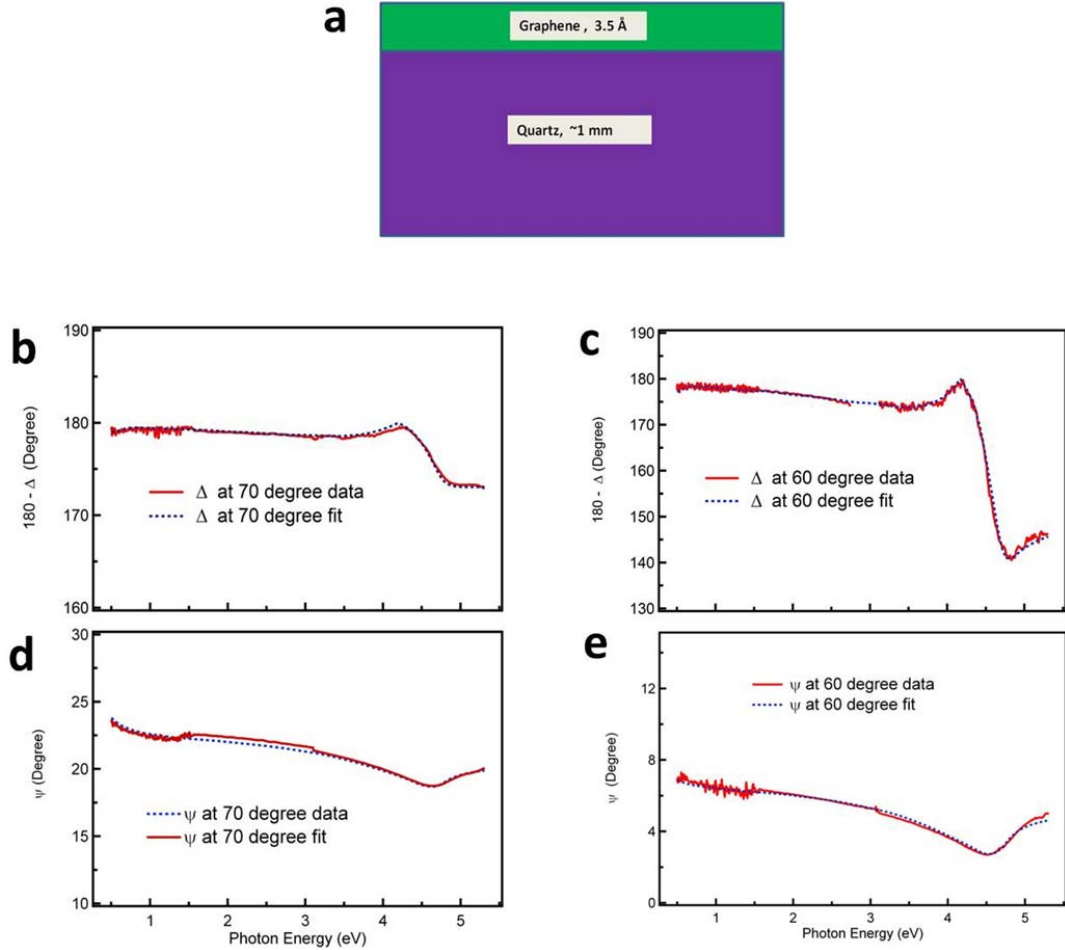 a
Graphene , 3.5 Å
Quartz, ~1 mm
b
190
180
170
160
180 - Δ (Degree)
Δ at 70 degree data
Δ at 70 degree fit
c
190
180
170
160
150
140
130
180 - Δ (Degree)
Δ at 60 degree data
Δ at 60 degree fit
d
30
25
20
15
10
ψ (Degree)
ψ at 70 degree data
ψ at 70 degree fit
1 2 3 4 5
Photon Energy (eV)
e
12
8
4
0
ψ (Degree)
ψ at 60 degree data
ψ at 60 degree fit
1 2 3 4 5
Photon Energy (eV)